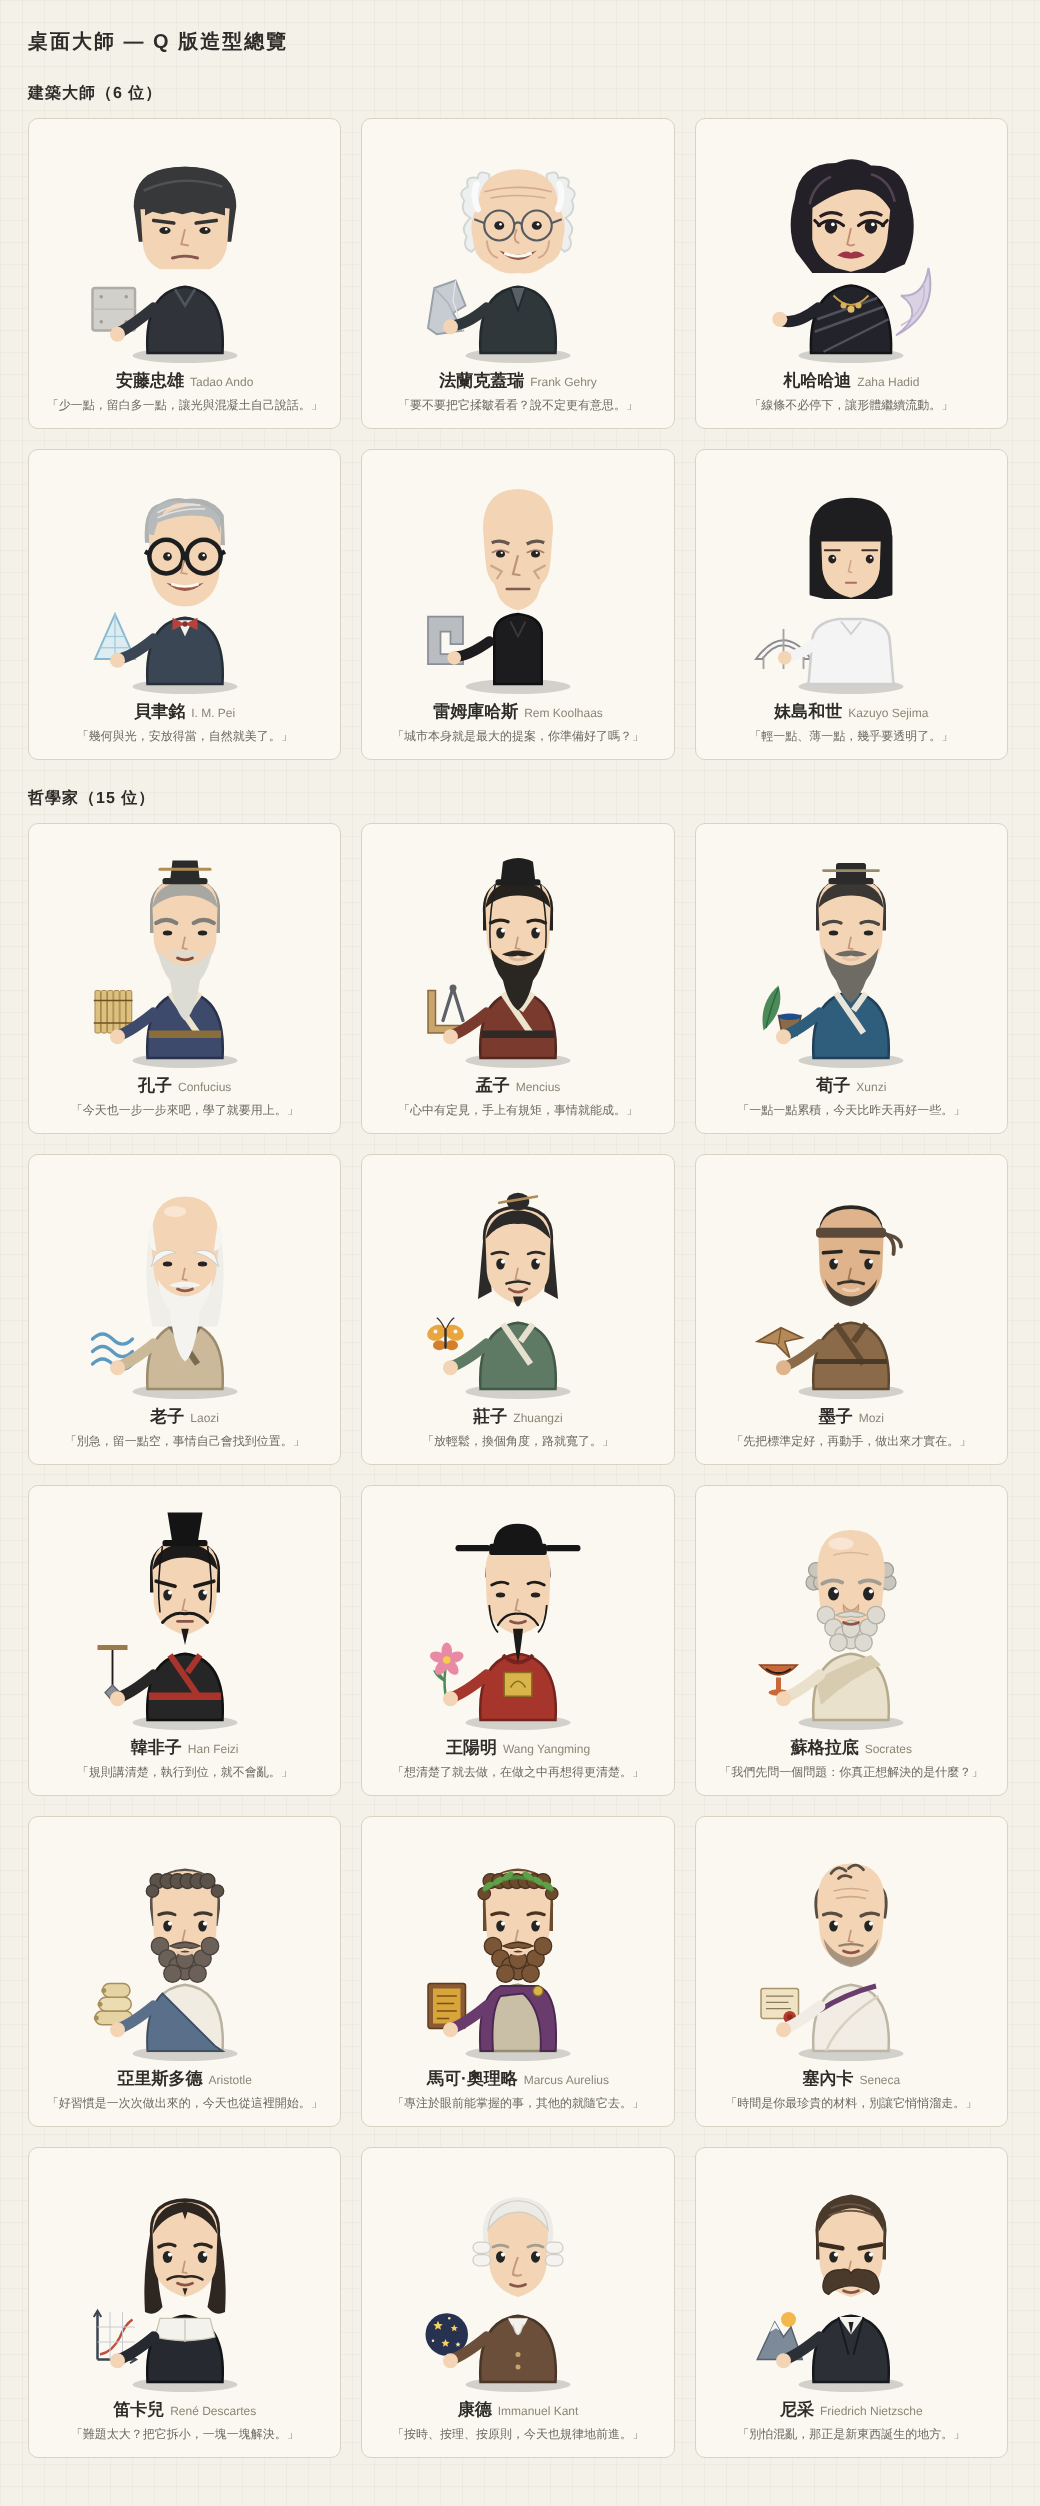 桌面大師 — Q 版造型總覽
建築大師（6 位）
安藤忠雄 Tadao Ando
「少一點，留白多一點，讓光與混凝土自己說話。」
法蘭克蓋瑞 Frank Gehry
「要不要把它揉皺看看？說不定更有意思。」
札哈哈迪 Zaha Hadid
「線條不必停下，讓形體繼續流動。」
貝聿銘 I. M. Pei
「幾何與光，安放得當，自然就美了。」
雷姆庫哈斯 Rem Koolhaas
「城市本身就是最大的提案，你準備好了嗎？」
妹島和世 Kazuyo Sejima
「輕一點、薄一點，幾乎要透明了。」
哲學家（15 位）
孔子 Confucius
「今天也一步一步來吧，學了就要用上。」
孟子 Mencius
「心中有定見，手上有規矩，事情就能成。」
荀子 Xunzi
「一點一點累積，今天比昨天再好一些。」
老子 Laozi
「別急，留一點空，事情自己會找到位置。」
莊子 Zhuangzi
「放輕鬆，換個角度，路就寬了。」
墨子 Mozi
「先把標準定好，再動手，做出來才實在。」
韓非子 Han Feizi
「規則講清楚，執行到位，就不會亂。」
王陽明 Wang Yangming
「想清楚了就去做，在做之中再想得更清楚。」
蘇格拉底 Socrates
「我們先問一個問題：你真正想解決的是什麼？」
亞里斯多德 Aristotle
「好習慣是一次次做出來的，今天也從這裡開始。」
馬可·奧理略 Marcus Aurelius
「專注於眼前能掌握的事，其他的就隨它去。」
塞內卡 Seneca
「時間是你最珍貴的材料，別讓它悄悄溜走。」
笛卡兒 René Descartes
「難題太大？把它拆小，一塊一塊解決。」
康德 Immanuel Kant
「按時、按理、按原則，今天也規律地前進。」
尼采 Friedrich Nietzsche
「別怕混亂，那正是新東西誕生的地方。」